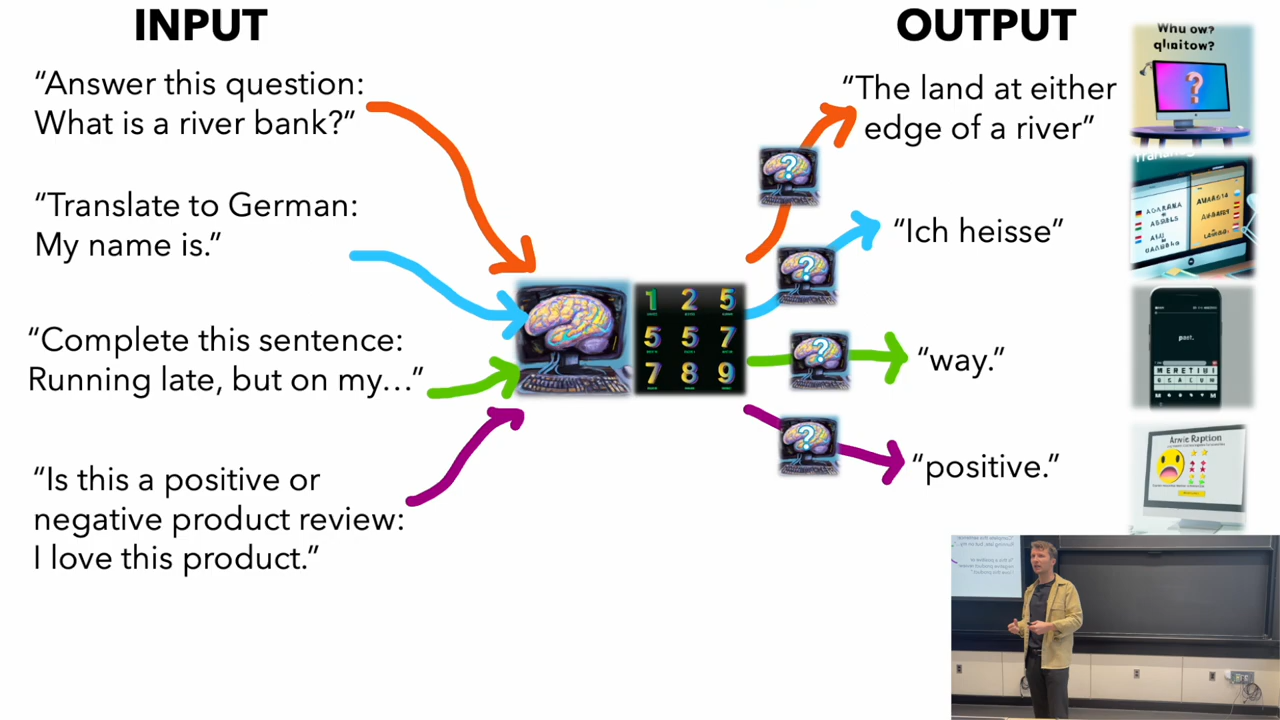 INPUT
OUTPUT
“Answer this question:
What is a river bank?”
“The land at either
edge of a river”
“Translate to German:
My name is.”
“Ich heisse”
“Complete this sentence:
Running late, but on my…”
“way.”
“Is this a positive or
negative product review:
I love this product.”
“positive.”
1 2 5
5 5 7
7 8 9
?
?
?
?
?
past.